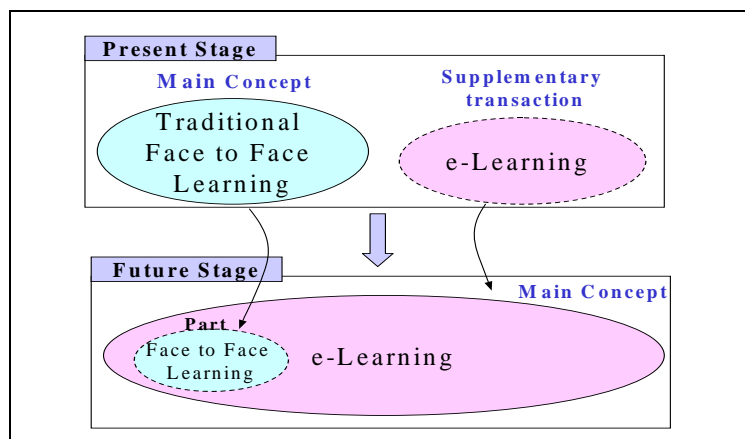 Present Stage
Main Concept
Supplementary
transaction
Traditional
Face to Face
Learning
e-Learning
Future Stage
Main Concept
Part
Face to Face
Learning
e-Learning